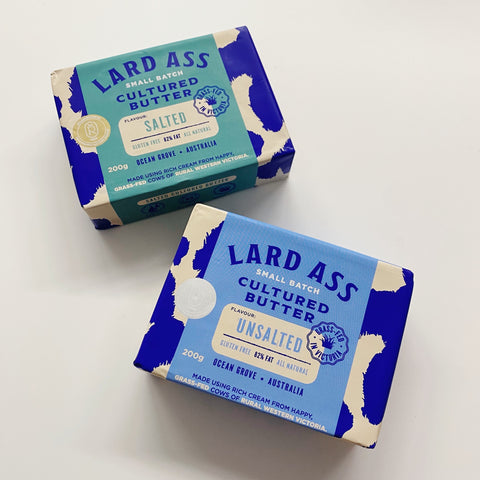 LARD ASS
SMALL BATCH
CULTURED
BUTTER
FLAVOUR:
SALTED
GLUTEN FREE 82% FAT ALL NATURAL
GRASS-FED
IN VICTORIA
200g
OCEAN GROVE • AUSTRALIA
MADE USING RICH CREAM FROM HAPPY,
GRASS-FED COWS OF RURAL WESTERN VICTORIA.
SALTED CULTURED BUTTER
LARD ASS
SMALL BATCH
CULTURED
BUTTER
FLAVOUR:
UNSALTED
GLUTEN FREE 82% FAT ALL NATURAL
GRASS-FED
IN VICTORIA
200g
OCEAN GROVE • AUSTRALIA
MADE USING RICH CREAM FROM HAPPY,
GRASS-FED COWS OF RURAL WESTERN VICTORIA.